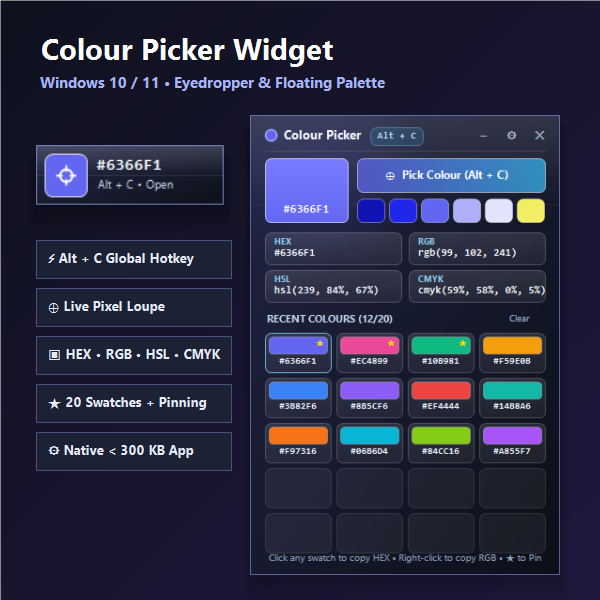 Colour Picker Widget
Windows 10 / 11 • Eyedropper & Floating Palette
#6366F1
Alt + C • Open
⚡ Alt + C Global Hotkey
⊕ Live Pixel Loupe
▣ HEX • RGB • HSL • CMYK
★ 20 Swatches + Pinning
⚙ Native < 300 KB App
Colour Picker Alt + C – ⚙ ✕
#6366F1
⊕ Pick Colour (Alt + C)
HEX
#6366F1
RGB
rgb(99, 102, 241)
HSL
hsl(239, 84%, 67%)
CMYK
cmyk(59%, 58%, 0%, 5%)
RECENT COLOURS (12/20) Clear
#6366F1 #EC4899 #10B981 #F59E0B
#3B82F6 #8B5CF6 #EF4444 #14B8A6
#F97316 #06B6D4 #84CC16 #A855F7
Click any swatch to copy HEX • Right-click to copy RGB • ★ to Pin